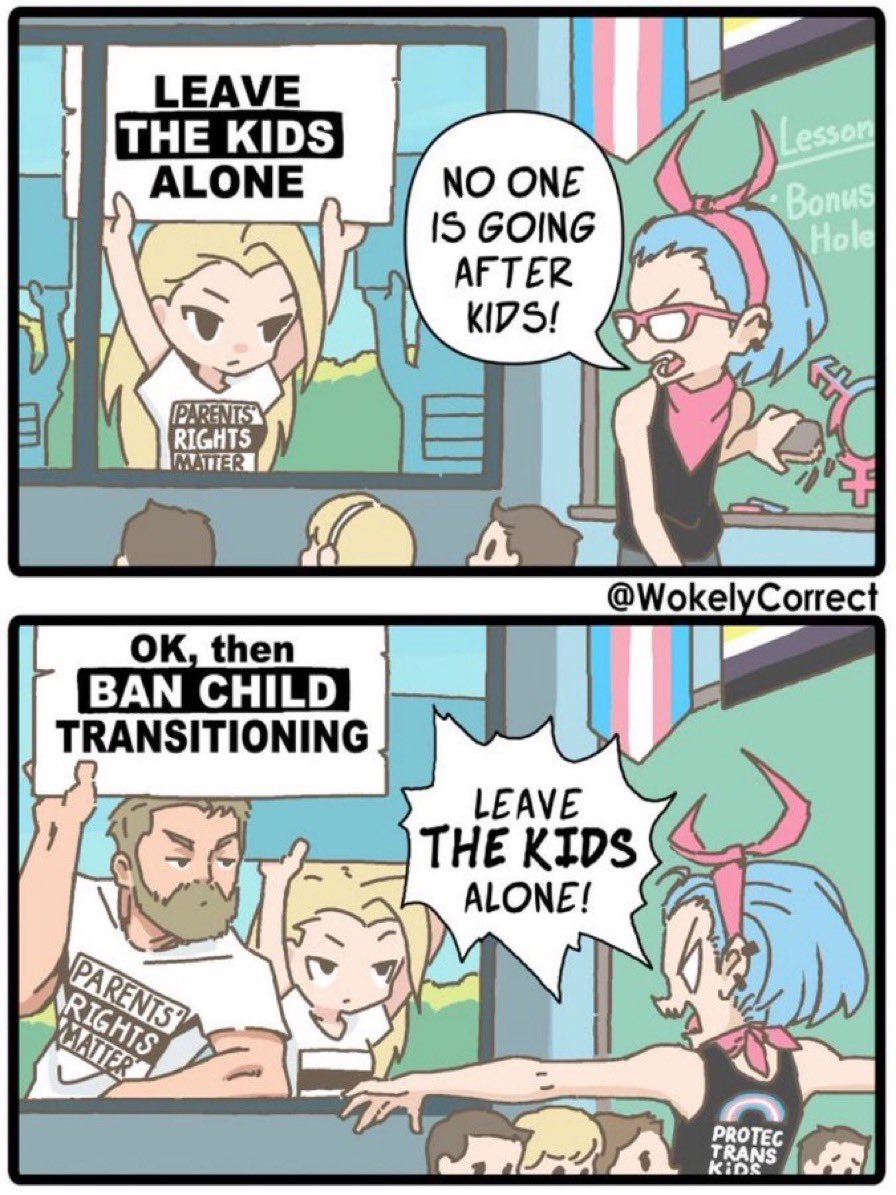 LEAVE
THE KIDS
ALONE
NO ONE
IS GOING
AFTER
KIDS!
Lesson
· Bonus
Hole
PARENTS'
RIGHTS
MATTER
@WokelyCorrect
OK, then
BAN CHILD
TRANSITIONING
LEAVE
THE KIDS
ALONE!
PARENTS'
RIGHTS
MATTER
PROTEC
TRANS
KiDS